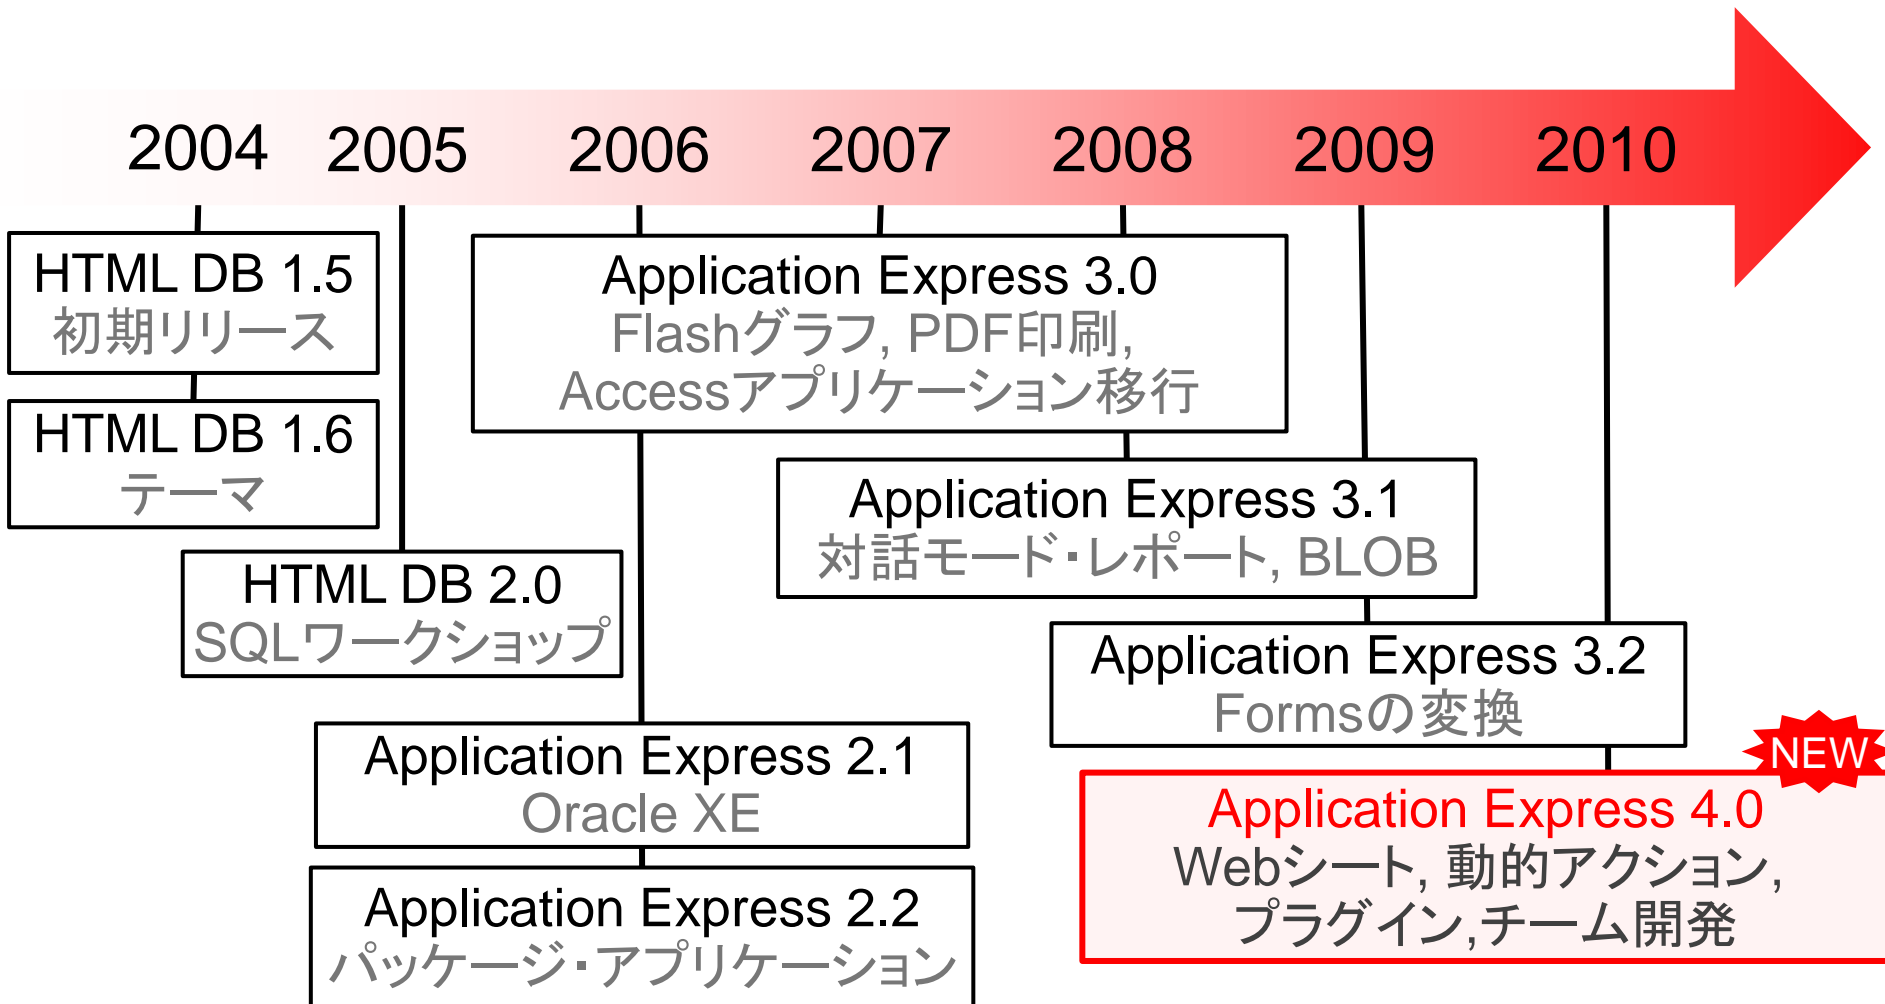 2004 2005 2006 2007 2008 2009 2010
HTML DB 1.5
初期リリース
HTML DB 1.6
テーマ
HTML DB 2.0
SQLワークショップ
Application Express 2.1
Oracle XE
Application Express 2.2
パッケージ・アプリケーション
Application Express 3.0
Flashグラフ, PDF印刷,
Accessアプリケーション移行
Application Express 3.1
対話モード・レポート, BLOB
Application Express 3.2
Formsの変換
NEW
Application Express 4.0
Webシート, 動的アクション,
プラグイン,チーム開発